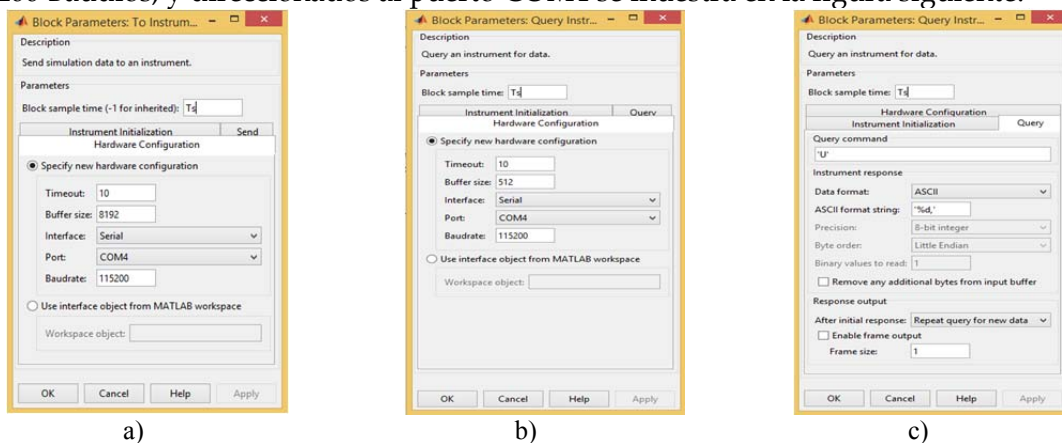 Block Parameters: To Instrum...
Description
Send simulation data to an instrument.
Parameters
Block sample time (-1 for inherited): Ts
Instrument Initialization Send
Hardware Configuration
Specify new hardware configuration
Timeout: 10
Buffer size: 8192
Interface: Serial
Port: COM4
Baudrate: 115200
Use interface object from MATLAB workspace
Workspace object:
OK Cancel Help Apply
a)
Block Parameters: Query Instr...
Description
Query an instrument for data.
Parameters
Block sample time: Ts
Instrument Initialization Query
Hardware Configuration
Specify new hardware configuration
Timeout: 10
Buffer size: 512
Interface: Serial
Port: COM4
Baudrate: 115200
Use interface object from MATLAB workspace
Workspace object:
OK Cancel Help Apply
b)
Block Parameters: Query Instr...
Description
Query an instrument for data.
Parameters
Block sample time: Ts
Hardware Configuration
Instrument Initialization Query
Query command
'U'
Instrument response
Data format: ASCII
ASCII format string: '%d,'
Precision: 8-bit integer
Byte order: Little Endian
Binary values to read: 1
Remove any additional bytes from input buffer
Response output
After initial response: Repeat query for new data
Enable frame output
Frame size: 1
OK Cancel Help Apply
c)